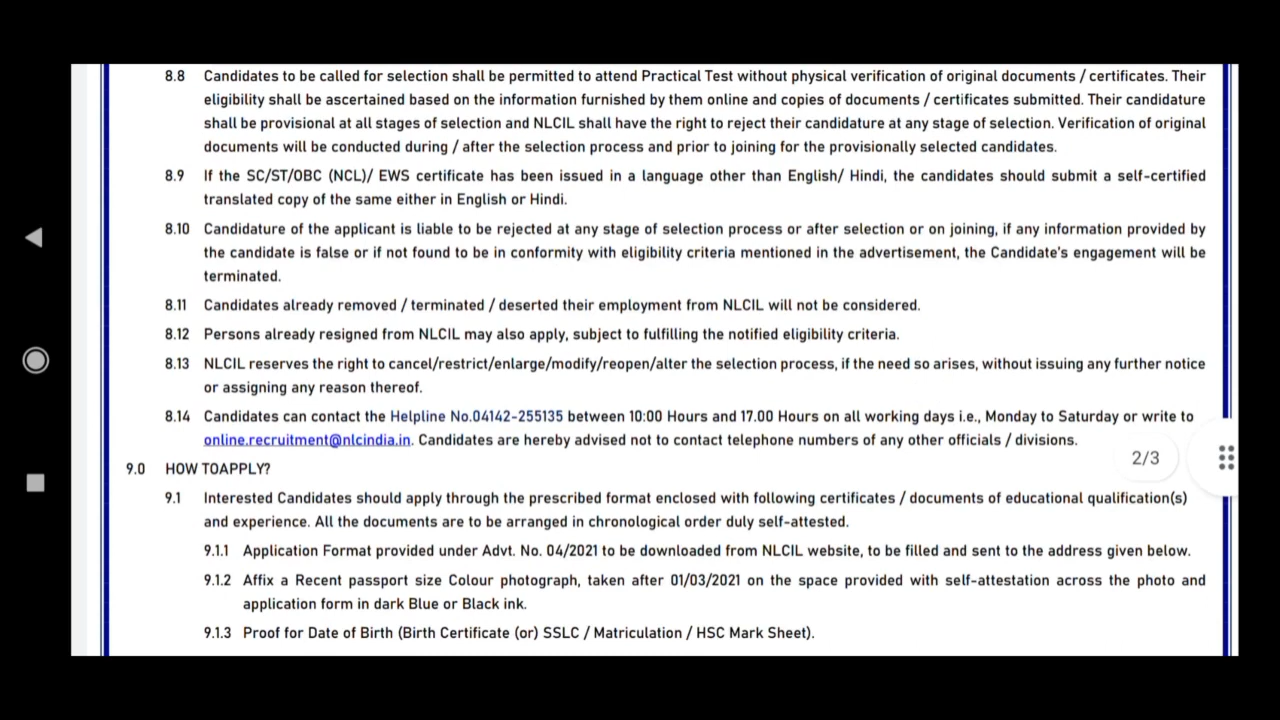 8.8 Candidates to be called for selection shall be permitted to attend Practical Test without physical verification of original documents / certificates. Their
eligibility shall be ascertained based on the information furnished by them online and copies of documents / certificates submitted. Their candidature
shall be provisional at all stages of selection and NLCIL shall have the right to reject their candidature at any stage of selection. Verification of original
documents will be conducted during / after the selection process and prior to joining for the provisionally selected candidates.
8.9 If the SC/ST/OBC (NCL)/ EWS certificate has been issued in a language other than English/ Hindi, the candidates should submit a self-certified
translated copy of the same either in English or Hindi.
8.10 Candidature of the applicant is liable to be rejected at any stage of selection process or after selection or on joining, if any information provided by
the candidate is false or if not found to be in conformity with eligibility criteria mentioned in the advertisement, the Candidate's engagement will be
terminated.
8.11 Candidates already removed / terminated / deserted their employment from NLCIL will not be considered.
8.12 Persons already resigned from NLCIL may also apply, subject to fulfilling the notified eligibility criteria.
8.13 NLCIL reserves the right to cancel/restrict/enlarge/modify/reopen/alter the selection process, if the need so arises, without issuing any further notice
or assigning any reason thereof.
8.14 Candidates can contact the Helpline No.04142-255135 between 10:00 Hours and 17.00 Hours on all working days i.e., Monday to Saturday or write to
online.recruitment@nlcindia.in. Candidates are hereby advised not to contact telephone numbers of any other officials / divisions.
2/3
9.0 HOW TOAPPLY?
9.1 Interested Candidates should apply through the prescribed format enclosed with following certificates / documents of educational qualification(s)
and experience. All the documents are to be arranged in chronological order duly self-attested.
9.1.1 Application Format provided under Advt. No. 04/2021 to be downloaded from NLCIL website, to be filled and sent to the address given below.
9.1.2 Affix a Recent passport size Colour photograph, taken after 01/03/2021 on the space provided with self-attestation across the photo and
application form in dark Blue or Black ink.
9.1.3 Proof for Date of Birth (Birth Certificate (or) SSLC / Matriculation / HSC Mark Sheet).